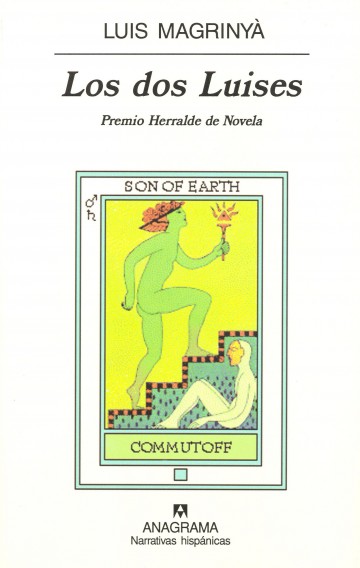 LUIS MAGRINYÀ
Los dos Luises
Premio Herralde de Novela
SON OF EARTH
♂
♄
COMMUTOFF
A
ANAGRAMA
Narrativas hispánicas